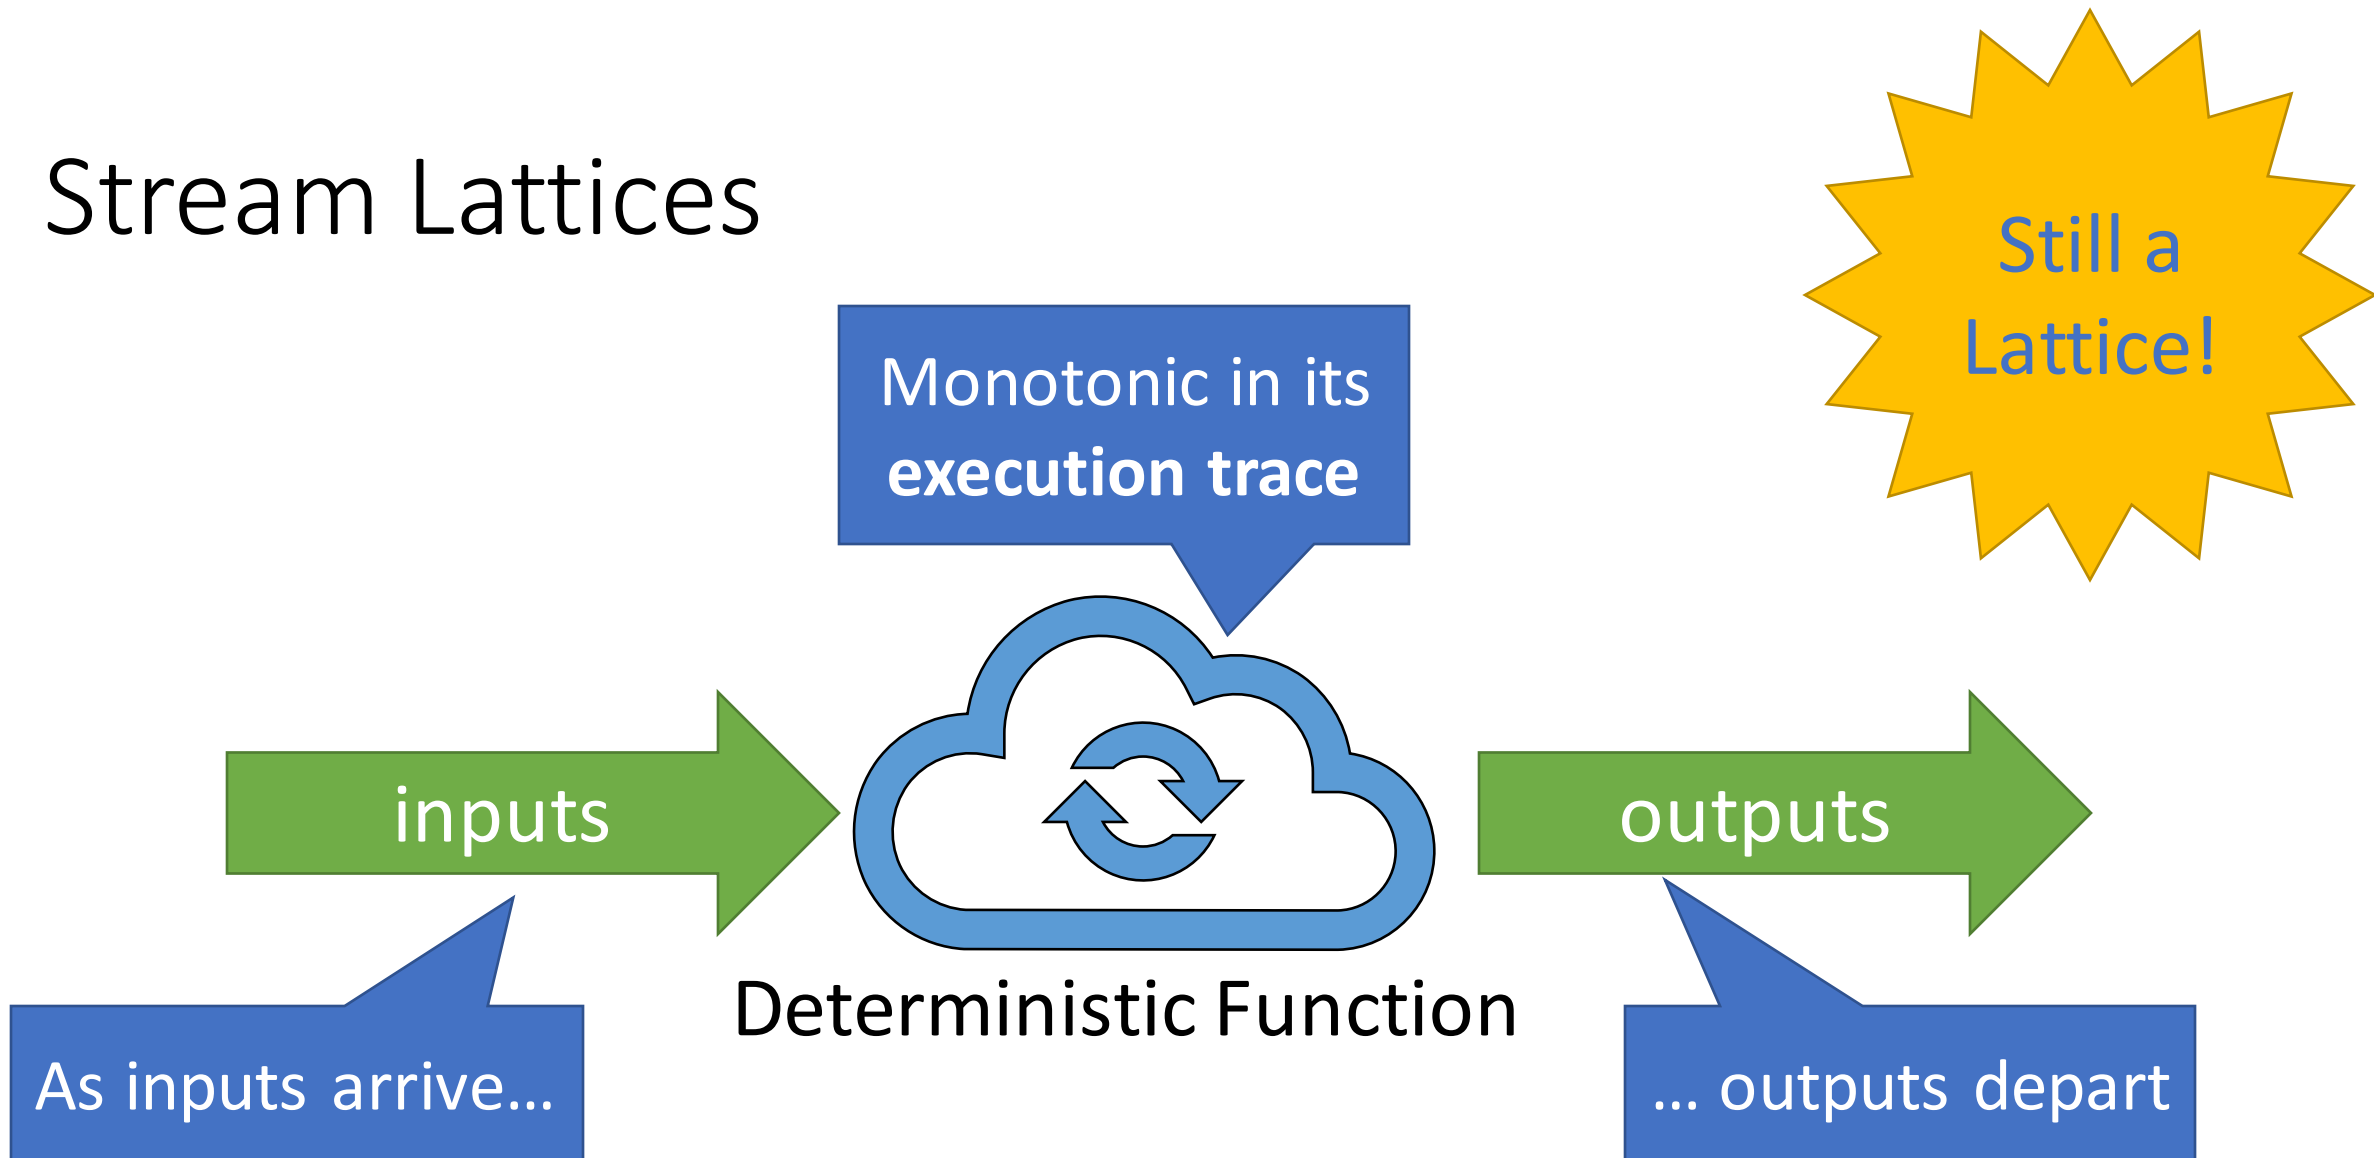 Stream Lattices
Still a
Lattice!
Monotonic in its
execution trace
inputs
outputs
Deterministic Function
As inputs arrive…
… outputs depart